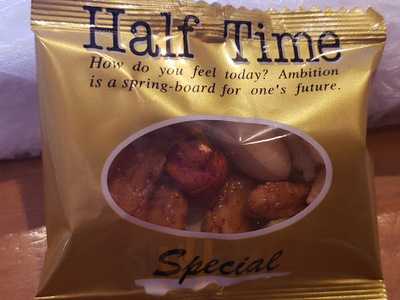 Half Time
How do you feel today? Ambition
is a spring-board for one's future.
Special